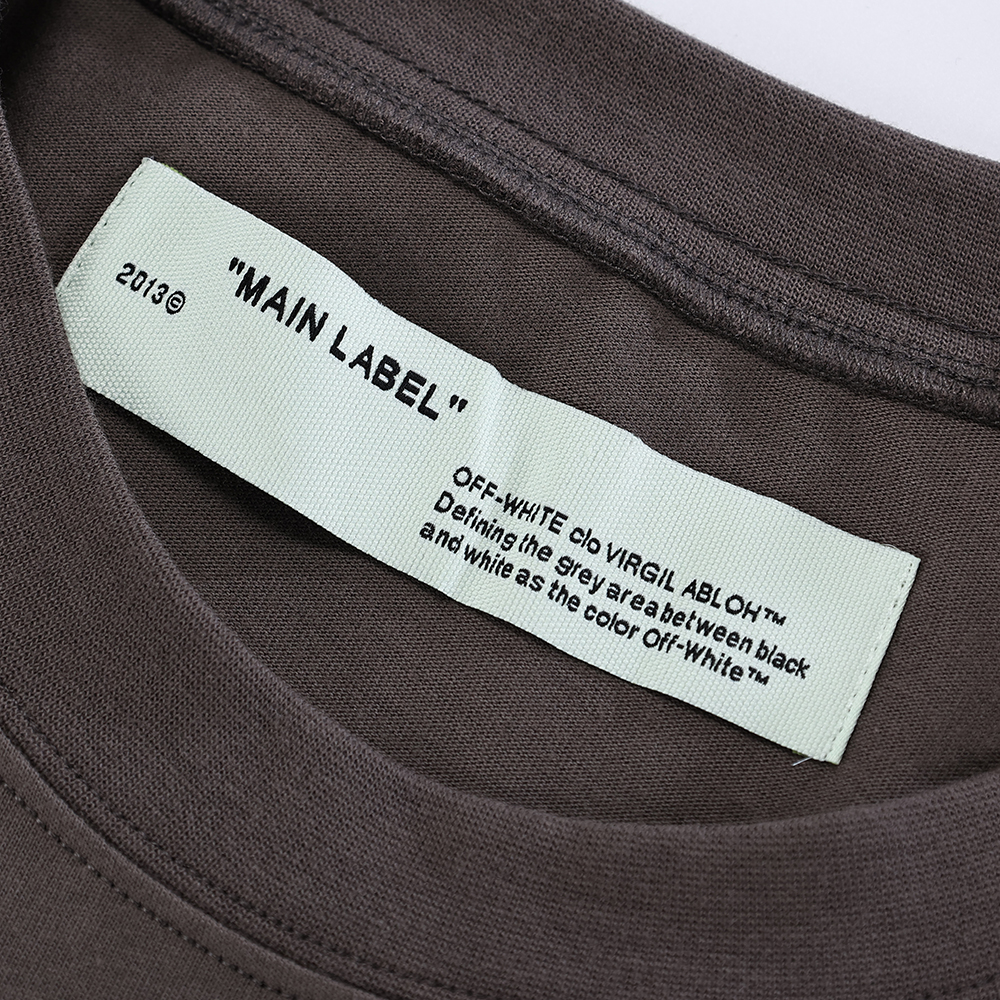 2013©
"MAIN LABEL"
OFF-WHITE c/o VIRGIL ABLOH™
Defining the grey area between black
and white as the color Off-White™